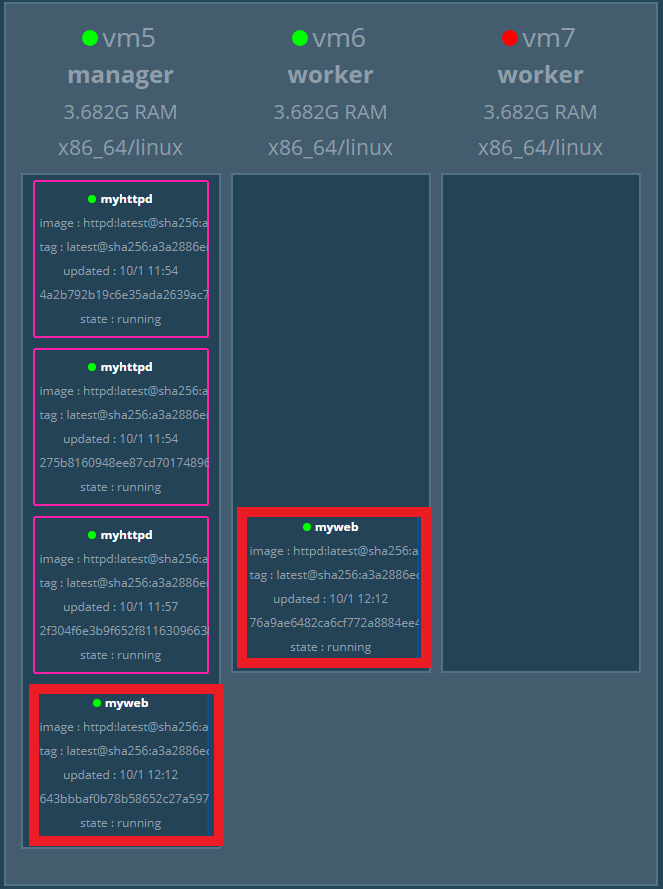 vm5
manager
3.682G RAM
x86_64/linux
myhttpd
image : httpd:latest@sha256:a
tag : latest@sha256:a3a2886ec
updated : 10/1 11:54
4a2b792b19c6e35ada2639ac7
state : running
myhttpd
image : httpd:latest@sha256:a
tag : latest@sha256:a3a2886ec
updated : 10/1 11:54
275b8160948ee87cd70174896
state : running
myhttpd
image : httpd:latest@sha256:a
tag : latest@sha256:a3a2886ec
updated : 10/1 11:57
2f304f6e3b9f652f8116309663
state : running
myweb
image : httpd:latest@sha256:a
tag : latest@sha256:a3a2886ec
updated : 10/1 12:12
643bbbaf0b78b58652c27a597
state : running
vm6
worker
3.682G RAM
x86_64/linux
myweb
image : httpd:latest@sha256:a
tag : latest@sha256:a3a2886ec
updated : 10/1 12:12
76a9ae6482ca6cf772a8884ee4
state : running
vm7
worker
3.682G RAM
x86_64/linux